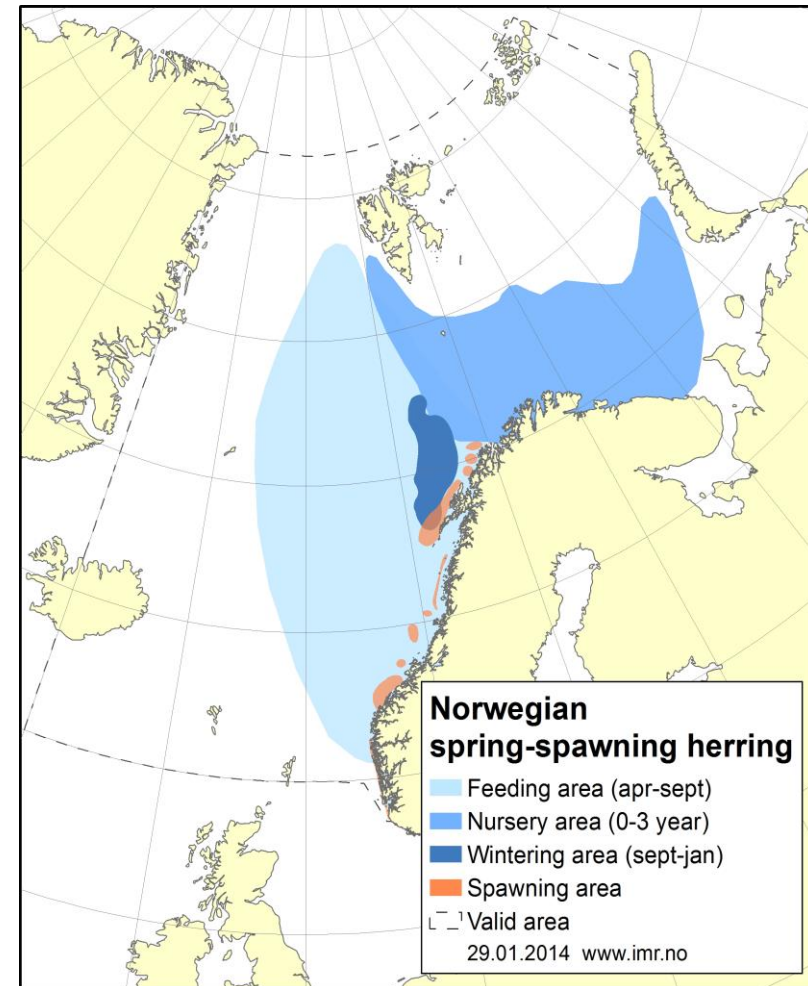 Norwegian
spring-spawning herring
Feeding area (apr-sept)
Nursery area (0-3 year)
Wintering area (sept-jan)
Spawning area
Valid area
29.01.2014 www.imr.no